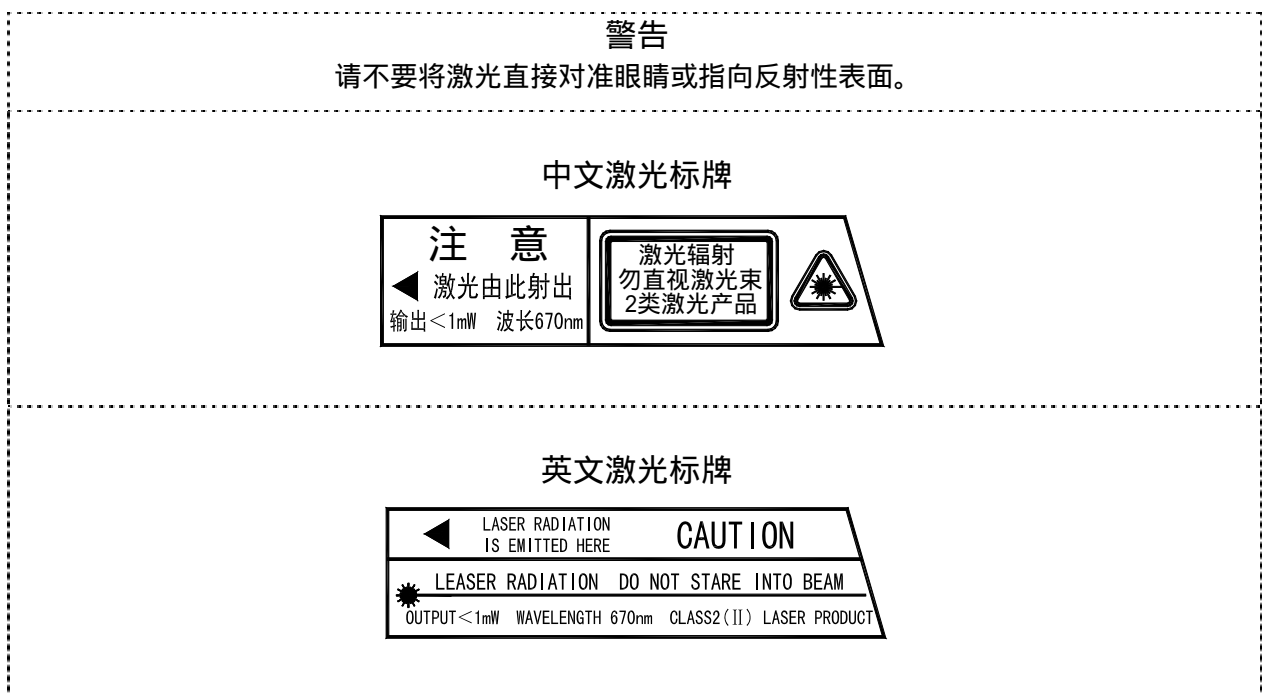 警告
请不要将激光直接对准眼睛或指向反射性表面。
中文激光标牌
注 意
激光由此射出
输出＜1mW 波长670nm
激光辐射
勿直视激光束
2类激光产品
英文激光标牌
LASER RADIATION
IS EMITTED HERE
CAUTION
LEASER RADIATION DO NOT STARE INTO BEAM
OUTPUT＜1mW WAVELENGTH 670nm CLASS2(Ⅱ) LASER PRODUCT